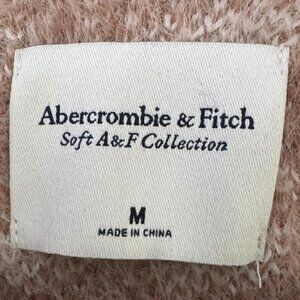 Abercrombie & Fitch
Soft A&F Collection
M
MADE IN CHINA